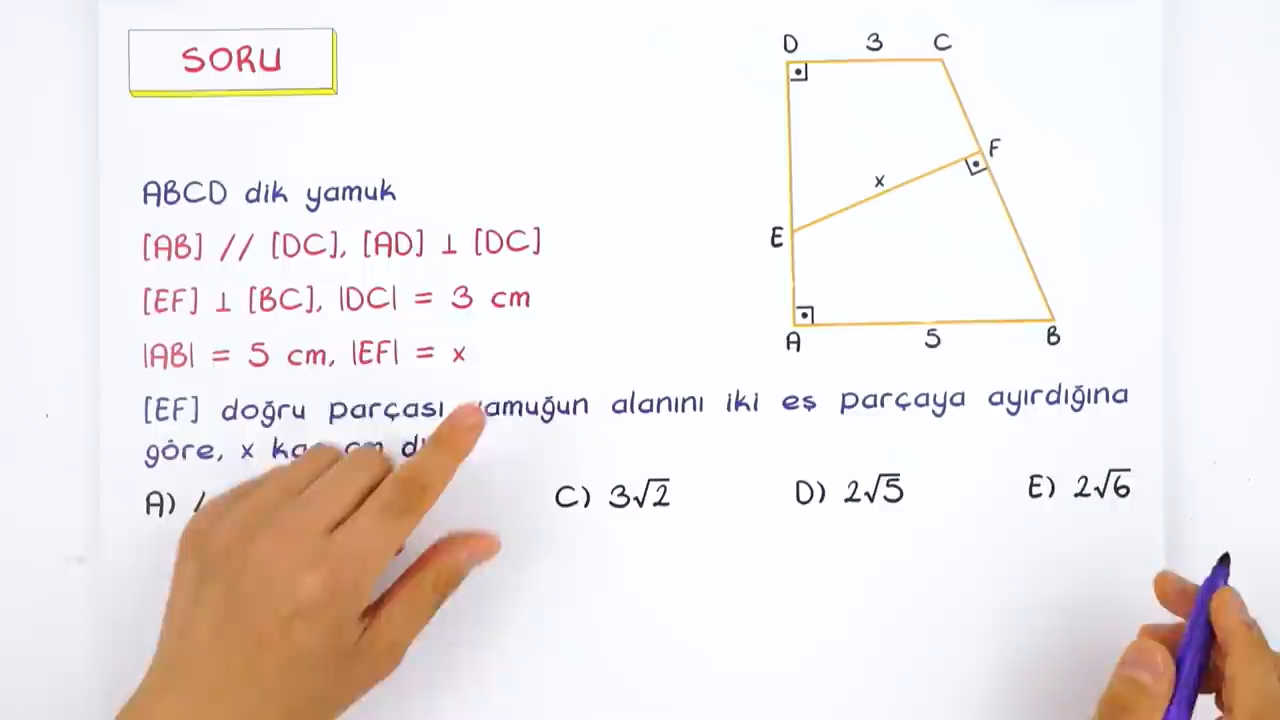 SORU
D 3 C
F
x
E
A 5 B
ABCD dik yamuk
[AB] // [DC], [AD] ⊥ [DC]
[EF] ⊥ [BC], |DC| = 3 cm
|AB| = 5 cm, |EF| = x
[EF] doğru parçası yamuğun alanını iki eş parçaya ayırdığına
göre, x
A) C) 3√2 D) 2√5 E) 2√6